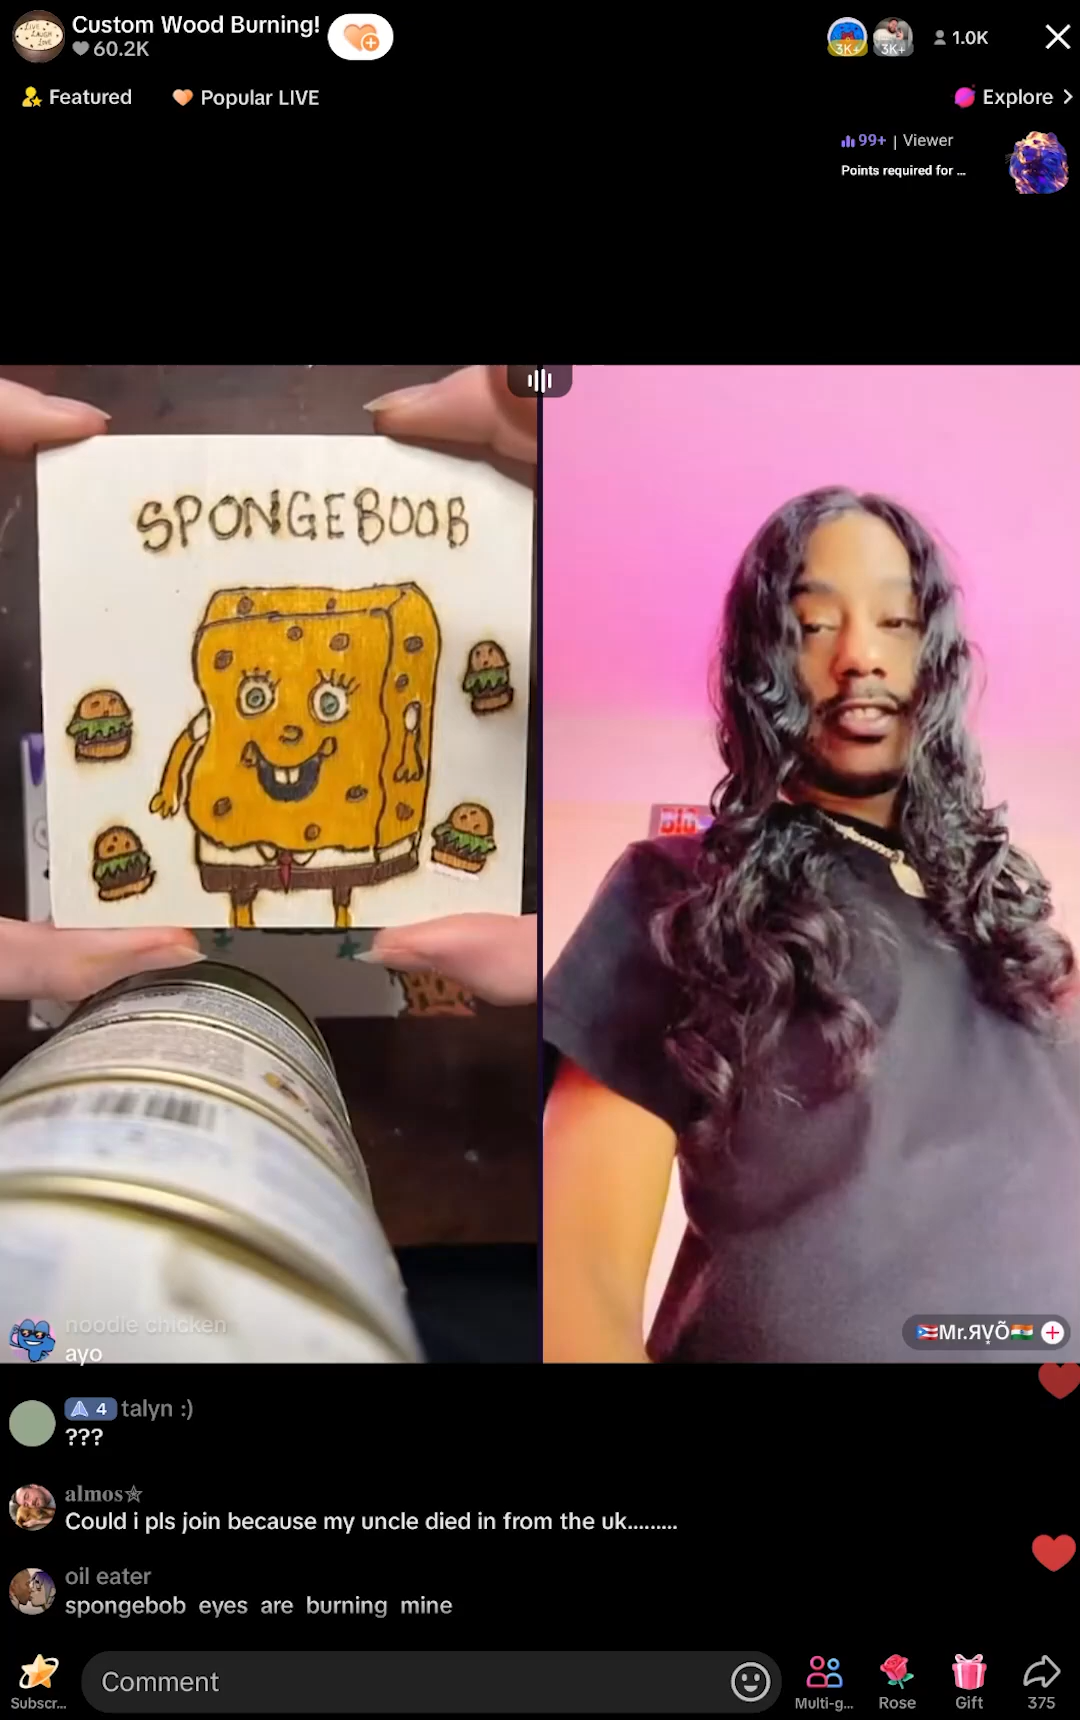 Custom Wood Burning!
60.2K
3K+
3K+
1.0K
Featured
Popular LIVE
Explore
99+ | Viewer
Points required for ...
SPONGEBOOB
BIG
noodle chicken
ayo
Mr.ЯṾÕ
4 talyn :)
???
almos☆
Could i pls join because my uncle died in from the uk.........
oil eater
spongebob eyes are burning mine
Subscr...
Comment
Multi-g...
Rose
Gift
375